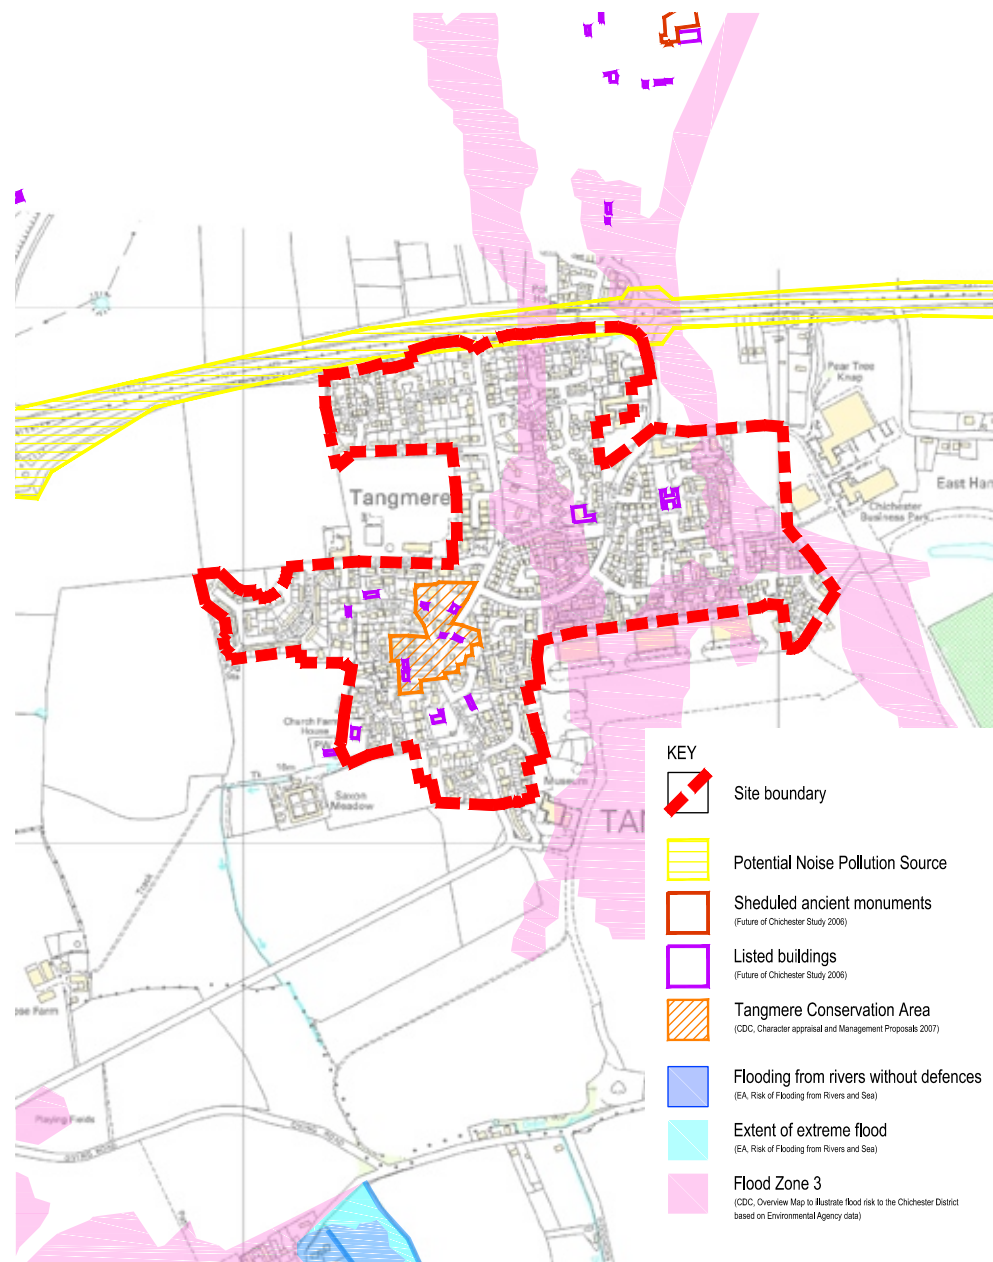 Pear Tree
Knap
Tangmere
East Han
Chichester
Business Park
Church Farm
House
Museum
Saxon
Meadow
TAN
Track
ose Farm
Playing Fields
KEY
Site boundary
Potential Noise Pollution Source
Sheduled ancient monuments
(Future of Chichester Study 2006)
Listed buildings
(Future of Chichester Study 2006)
Tangmere Conservation Area
(CDC, Character appraisal and Management Proposals 2007)
Flooding from rivers without defences
(EA, Risk of Flooding from Rivers and Sea)
Extent of extreme flood
(EA, Risk of Flooding from Rivers and Sea)
Flood Zone 3
(CDC, Overview Map to illustrate flood risk to the Chichester District
based on Environmental Agency data)